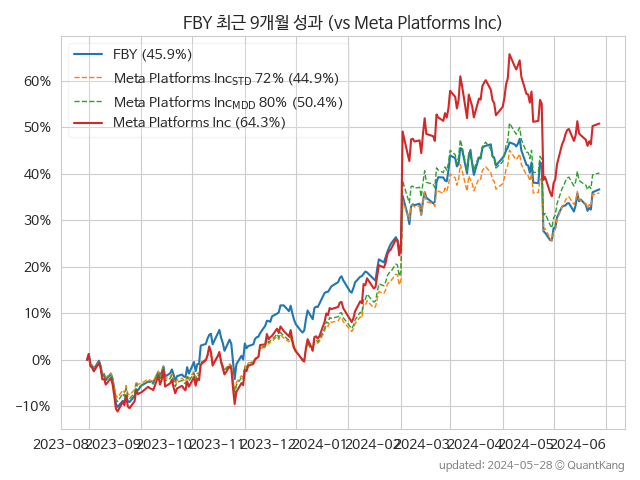 FBY 최근 9개월 성과 (vs Meta Platforms Inc)
FBY (45.9%)
Meta Platforms IncSTD 72% (44.9%)
Meta Platforms IncMDD 80% (50.4%)
Meta Platforms Inc (64.3%)
60%
50%
40%
30%
20%
10%
0%
−10%
2023-08 2023-09 2023-10 2023-11 2023-12 2024-01 2024-02 2024-03 2024-04 2024-05 2024-06
updated: 2024-05-28 © QuantKang